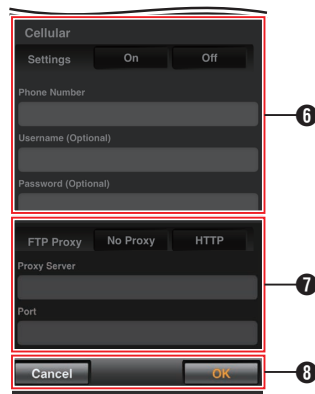 Cellular
Settings On Off
Phone Number
Username (Optional)
Password (Optional)
6
FTP Proxy No Proxy HTTP
Proxy Server
Port
7
Cancel OK
8